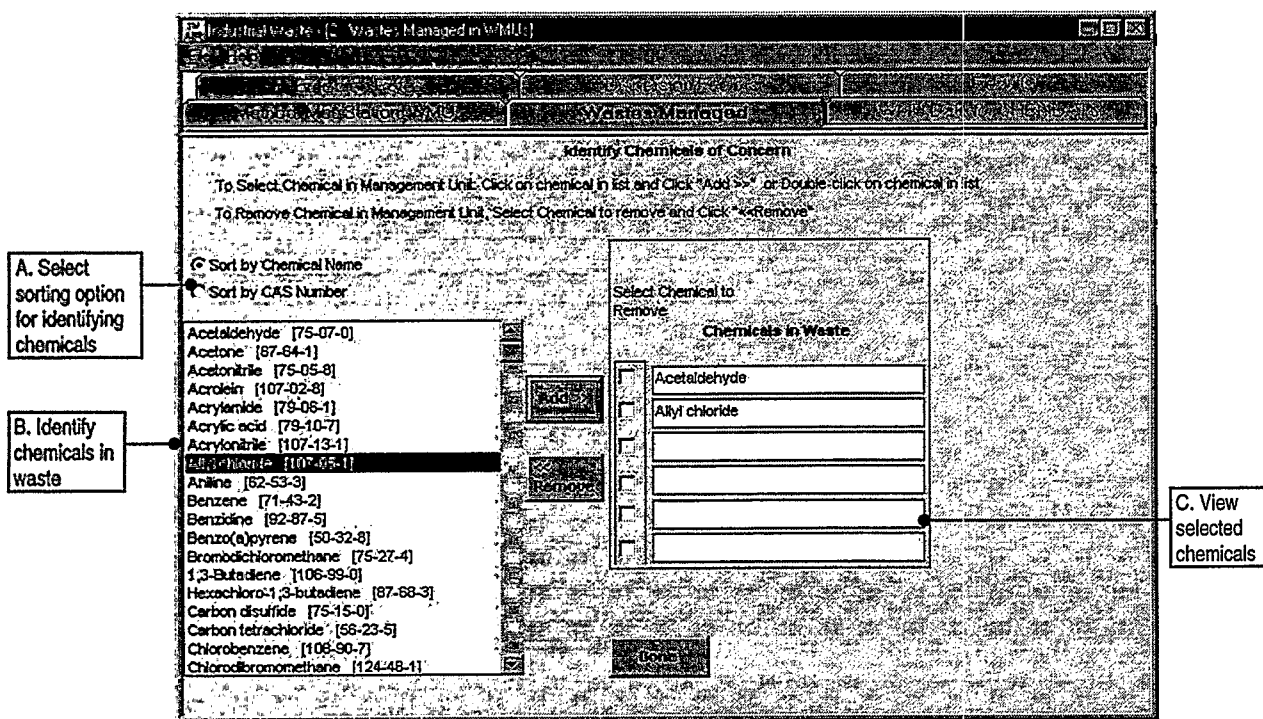 Industrial Waste - [2 - Wastes Managed in WMUs]
Wastes Managed
Identify Chemicals of Concern
To Select Chemical in Management Unit: Click on chemical in list and Click "Add >>" or Double-click on chemical in list
To Remove Chemical in Management Unit, Select Chemical to remove and Click "<<Remove"
A. Select
sorting option
for identifying
chemicals
Sort by Chemical Name
Sort by CAS Number
B. Identify
chemicals in
waste
Acetaldehyde [75-07-0]
Acetone [67-64-1]
Acetonitrile [75-05-8]
Acrolein [107-02-8]
Acrylamide [79-06-1]
Acrylic acid [79-10-7]
Acrylonitrile [107-13-1]
Allyl chloride [107-05-1]
Aniline [62-53-3]
Benzene [71-43-2]
Benzidine [92-87-5]
Benzo(a)pyrene [50-32-8]
Bromodichloromethane [75-27-4]
1,3-Butadiene [106-99-0]
Hexachloro-1,3-butadiene [87-68-3]
Carbon disulfide [75-15-0]
Carbon tetrachloride [56-23-5]
Chlorobenzene [108-90-7]
Chlorodibromomethane [124-48-1]
Add >>
<<
Remove
Select Chemical to
Remove
Chemicals in Waste
Acetaldehyde
Allyl chloride
Done
C. View
selected
chemicals